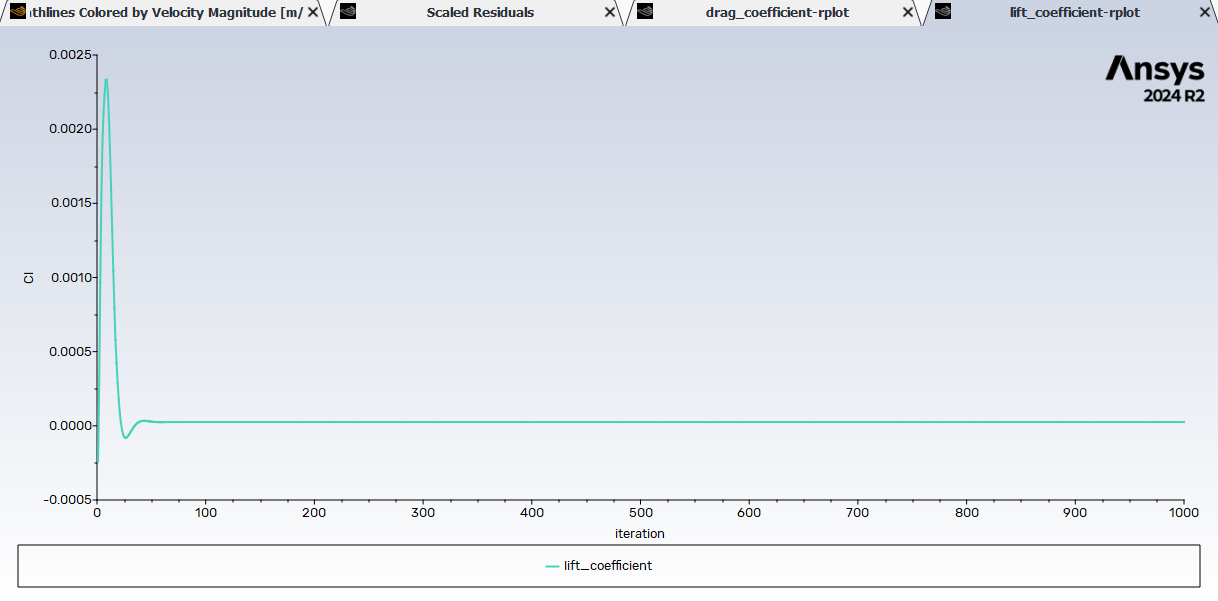 thlines Colored by Velocity Magnitude [m/
Scaled Residuals
drag_coefficient-rplot
lift_coefficient-rplot
Ansys
2024 R2
0.0025
0.0020
0.0015
0.0010
0.0005
0.0000
-0.0005
Cl
0 100 200 300 400 500 600 700 800 900 1000
iteration
lift_coefficient